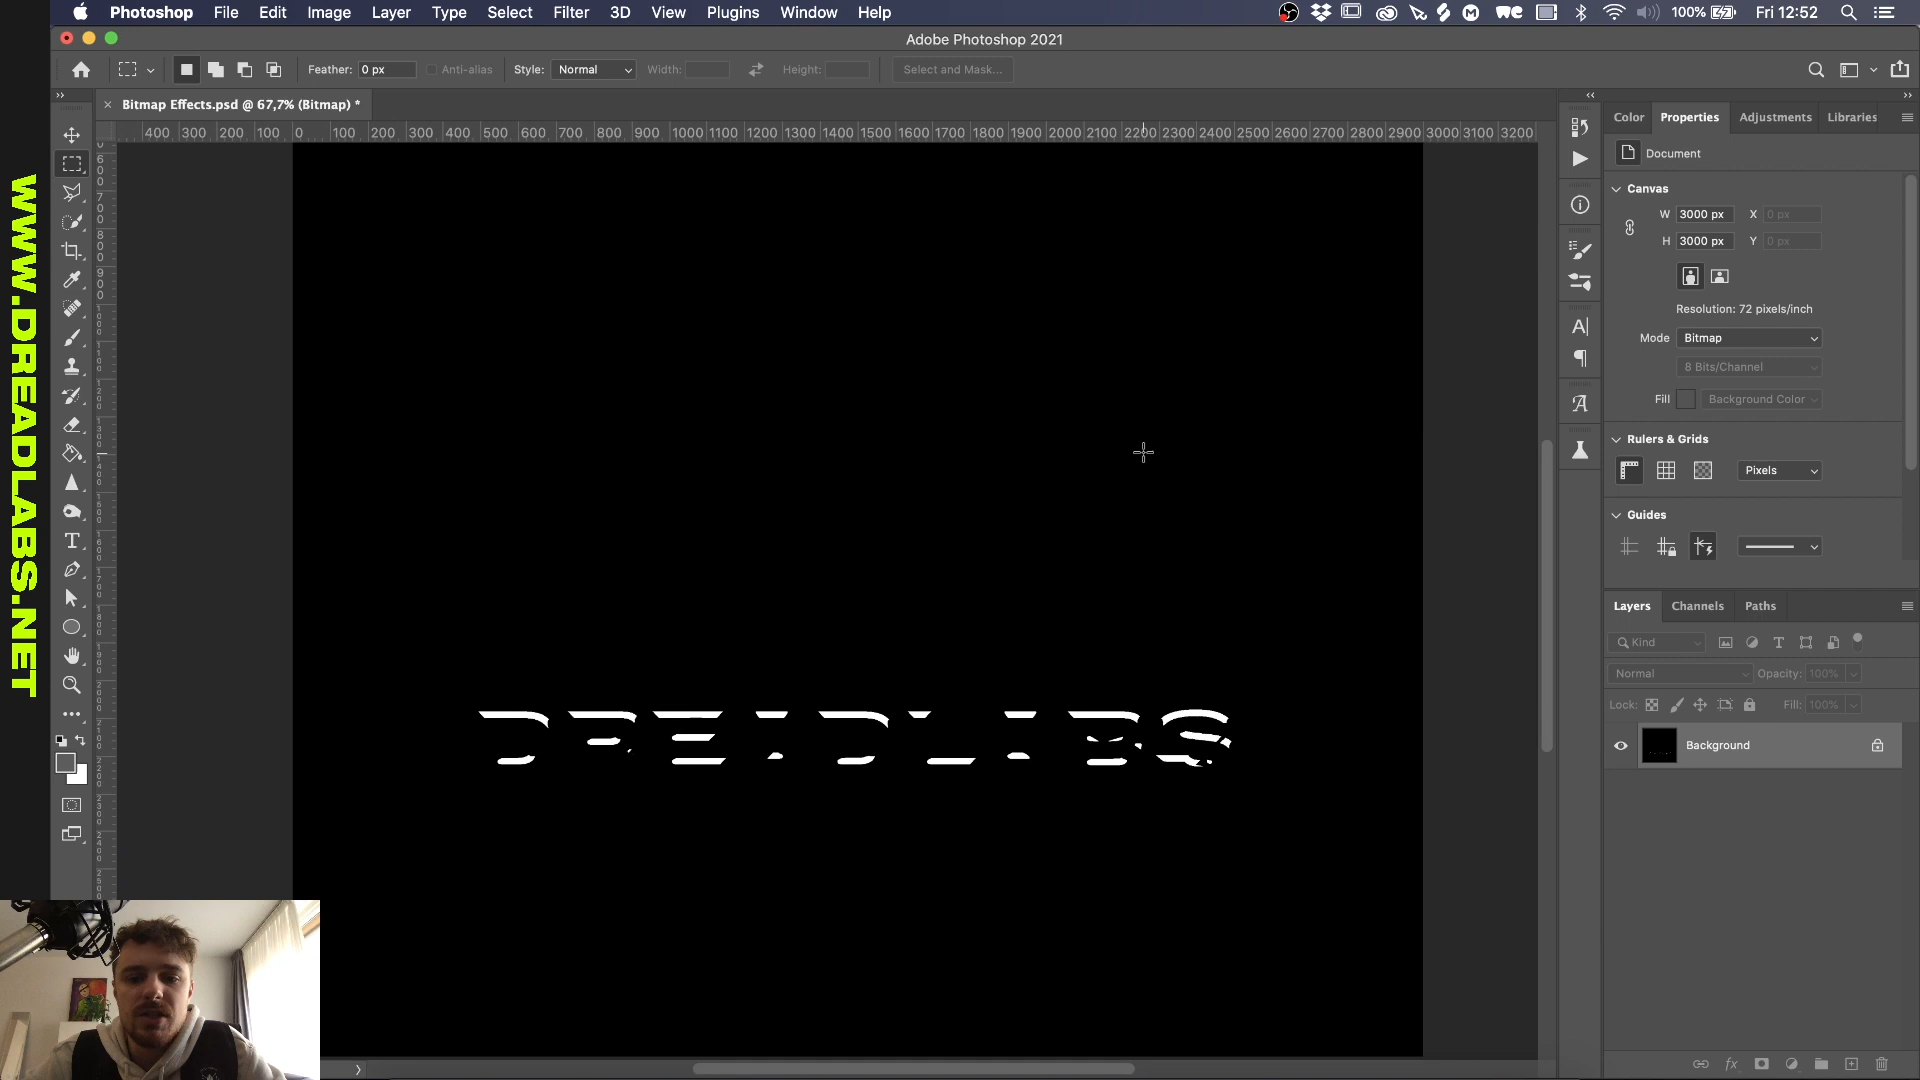 Photoshop File Edit Image Layer Type Select Filter 3D View Plugins Window Help 100% Fri 12:52
Adobe Photoshop 2021
Feather: 0 px Anti-alias Style: Normal Width: Height: Select and Mask...
Bitmap Effects.psd @ 67,7% (Bitmap) *
400 300 200 100 0 100 200 300 400 500 600 700 800 900 1000 1100 1200 1300 1400 1500 1600 1700 1800 1900 2000 2100 2200 2300 2400 2500 2600 2700 2800 2900 3000 3100 3200
Color Properties Adjustments Libraries
Document
Canvas
W 3000 px X 0 px
H 3000 px Y 0 px
Resolution: 72 pixels/inch
Mode Bitmap
8 Bits/Channel
Fill Background Color
Rulers & Grids
Pixels
Guides
Layers Channels Paths
Kind
Normal Opacity: 100%
Lock: Fill: 100%
Background
WWW.DREADLABS.NET
DREADLABS